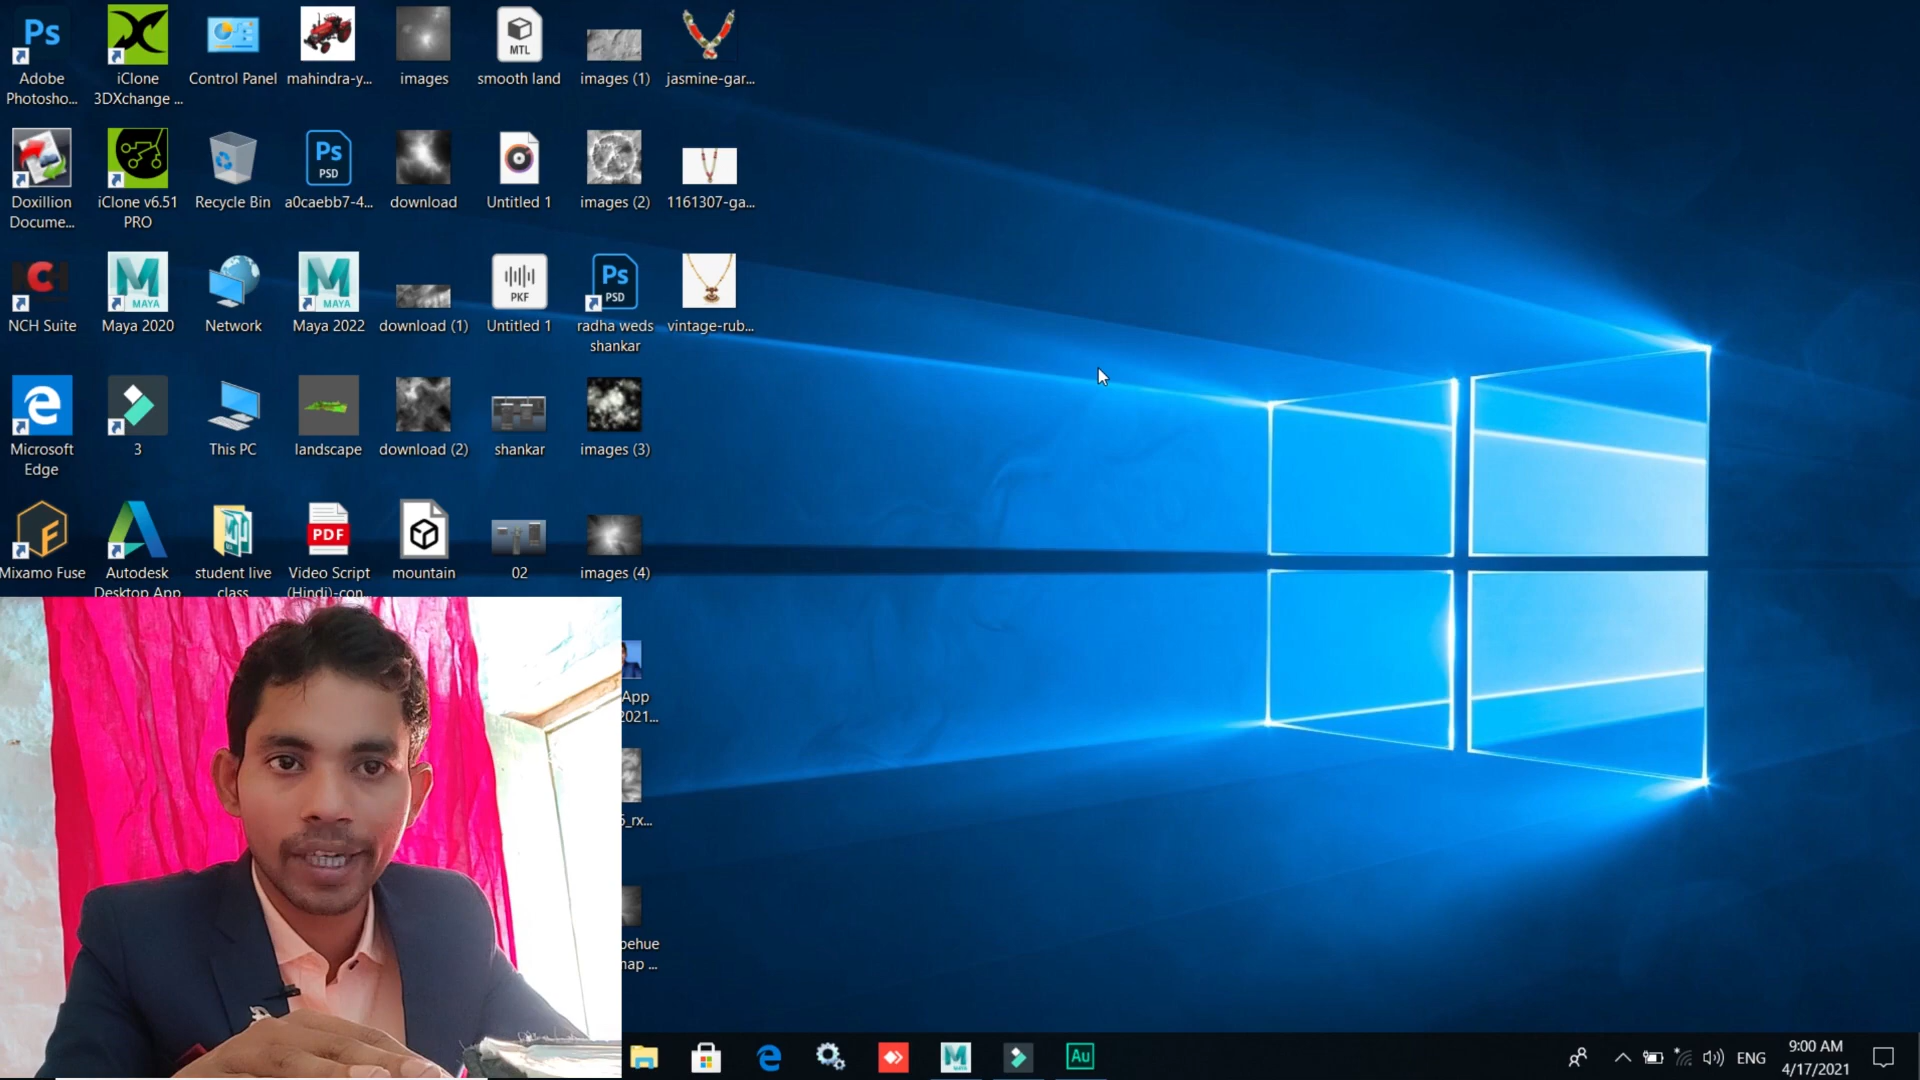 Ps
MTL
Adobe
Photosho...
iClone
3DXchange ...
Control Panel
mahindra-y...
images
smooth land
images (1)
jasmine-gar...
Ps
PSD
Doxillion
Docume...
iClone v6.51
PRO
Recycle Bin
a0caebb7-4...
download
Untitled 1
images (2)
1161307-ga...
NCH
M
MAYA
M
MAYA
PKF
Ps
PSD
NCH Suite
Maya 2020
Network
Maya 2022
download (1)
Untitled 1
radha weds
shankar
vintage-rub...
Microsoft
Edge
3
This PC
landscape
download (2)
shankar
images (3)
F
M
PDF
Mixamo Fuse
Autodesk
Desktop App
student live
class
Video Script
(Hindi)-con...
mountain
02
images (4)
App
2021...
_rx...
ENG
9:00 AM
4/17/2021
M
MAYA
Au